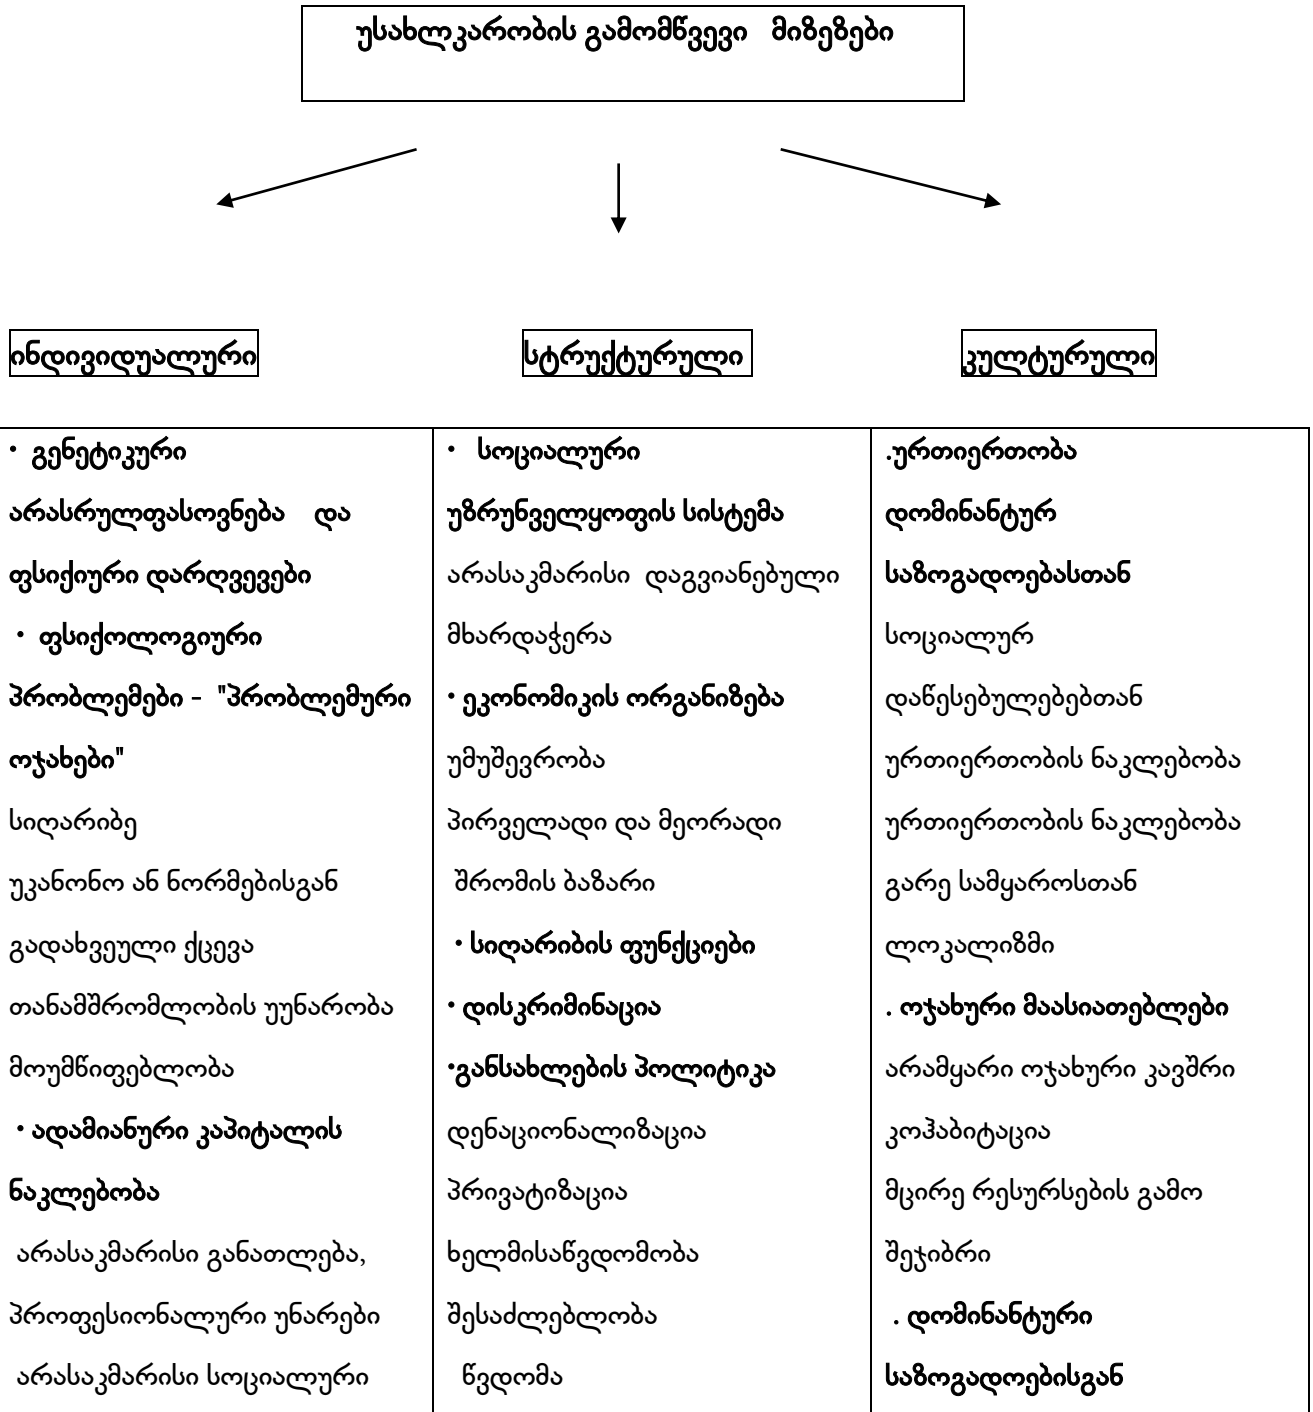 უსახლკარობის გამომწვევი მიზეზები
ინდივიდუალური
სტრუქტურული
კულტურული
• გენეტიკური
არასრულფასოვნება და
ფსიქიური დარღვევები
• ფსიქოლოგიური
პრობლემები - "პრობლემური
ოჯახები"
სიღარიბე
უკანონო ან ნორმებისგან
გადახვეული ქცევა
თანამშრომლობის უუნარობა
მოუმწიფებლობა
• ადამიანური კაპიტალის
ნაკლებობა
არასაკმარისი განათლება,
პროფესიონალური უნარები
არასაკმარისი სოციალური
• სოციალური
უზრუნველყოფის სისტემა
არასაკმარისი დაგვიანებული
მხარდაჭერა
• ეკონომიკის ორგანიზება
უმუშევრობა
პირველადი და მეორადი
შრომის ბაზარი
• სიღარიბის ფუნქციები
• დისკრიმინაცია
•განსახლების პოლიტიკა
დენაციონალიზაცია
პრივატიზაცია
ხელმისაწვდომობა
შესაძლებლობა
წვდომა
.ურთიერთობა
დომინანტურ
საზოგადოებასთან
სოციალურ
დაწესებულებებთან
ურთიერთობის ნაკლებობა
ურთიერთობის ნაკლებობა
გარე სამყაროსთან
ლოკალიზმი
. ოჯახური მაასიათებლები
არამყარი ოჯახური კავშრი
კოჰაბიტაცია
მცირე რესურსების გამო
შეჯიბრი
. დომინანტური
საზოგადოებისგან